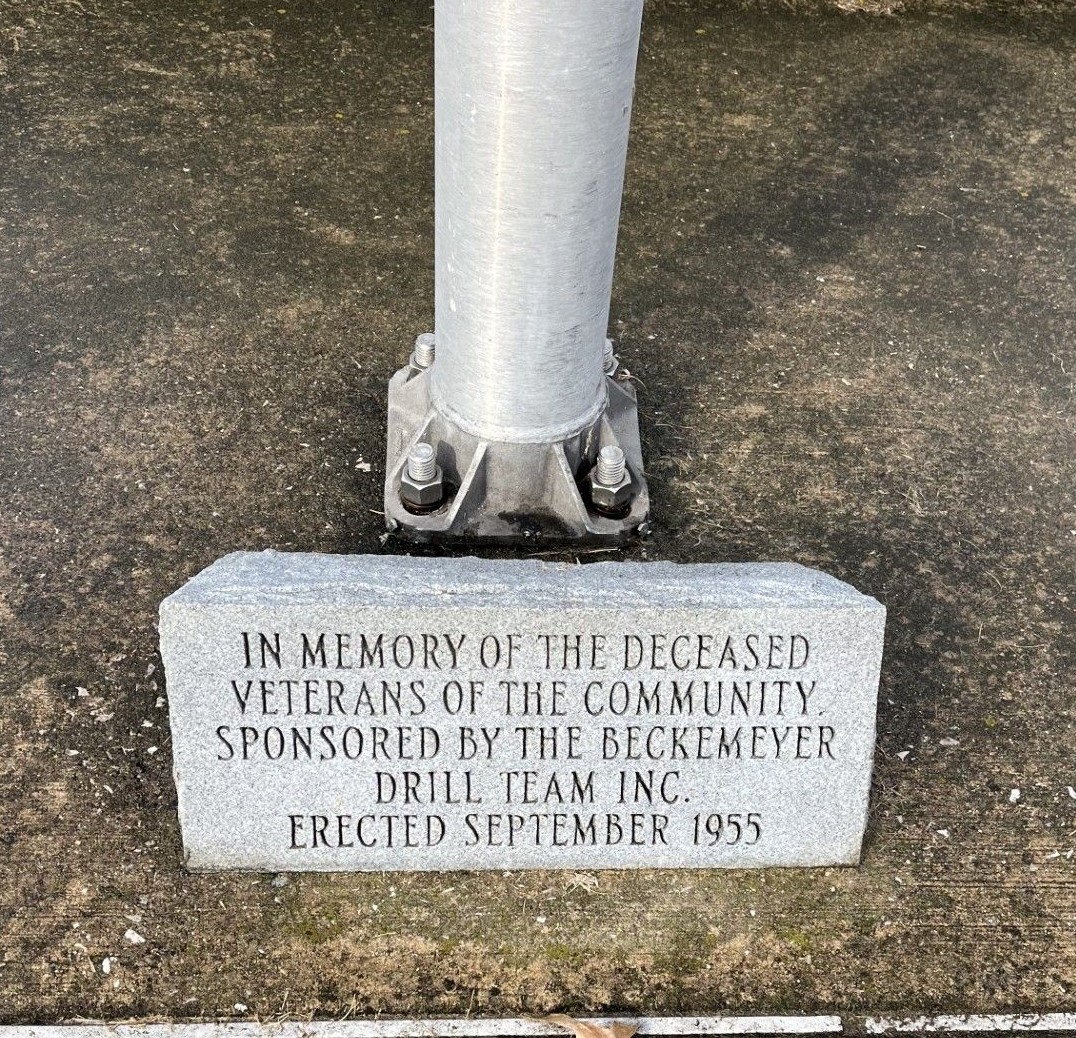 IN MEMORY OF THE DECEASED
VETERANS OF THE COMMUNITY.
SPONSORED BY THE BECKEMEYER
DRILL TEAM INC.
ERECTED SEPTEMBER 1955